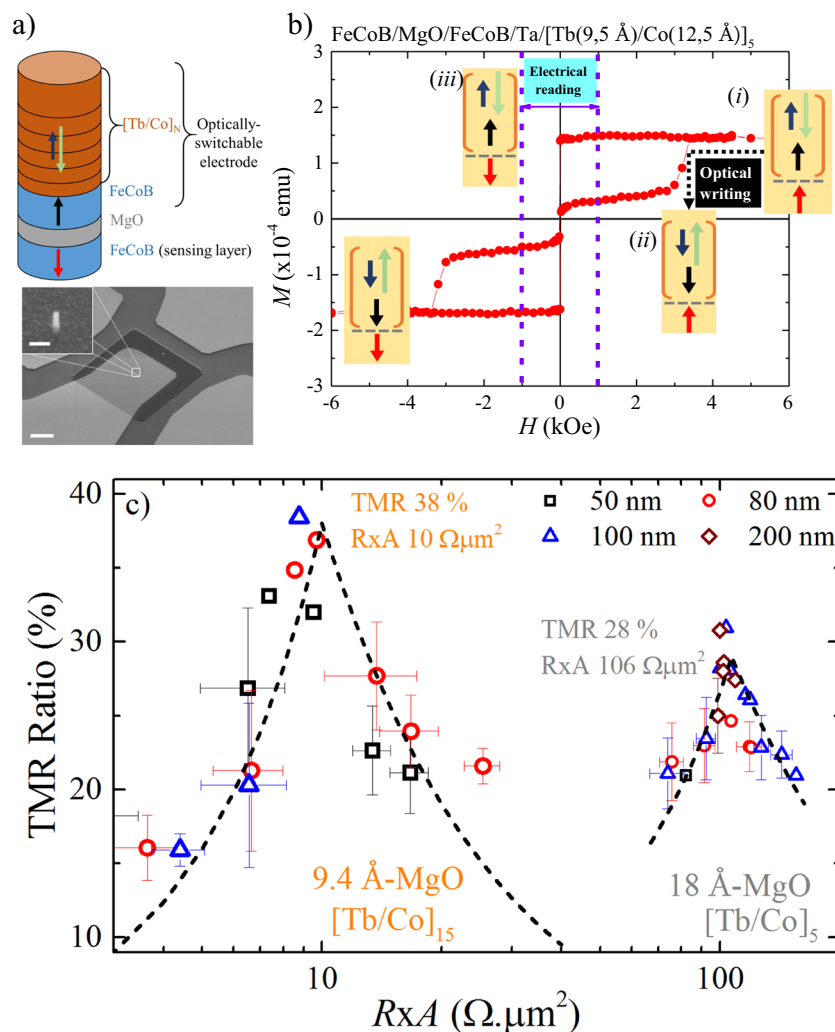 a)
[Tb/Co]N
Optically-
switchable
electrode
FeCoB
MgO
FeCoB (sensing layer)
b)
FeCoB/MgO/FeCoB/Ta/[Tb(9,5 Å)/Co(12,5 Å)]5
3
2
1
0
-1
-2
-3
M (x10-4 emu)
(iii)
Electrical
reading
(i)
Optical
writing
(ii)
-6
-4
-2
0
2
4
6
H (kOe)
c)
40
30
20
10
TMR Ratio (%)
TMR 38 %
RxA 10 Ωµm2
50 nm
80 nm
100 nm
200 nm
TMR 28 %
RxA 106 Ωµm2
9.4 Å-MgO
[Tb/Co]15
18 Å-MgO
[Tb/Co]5
10
100
RxA (Ω.µm2)